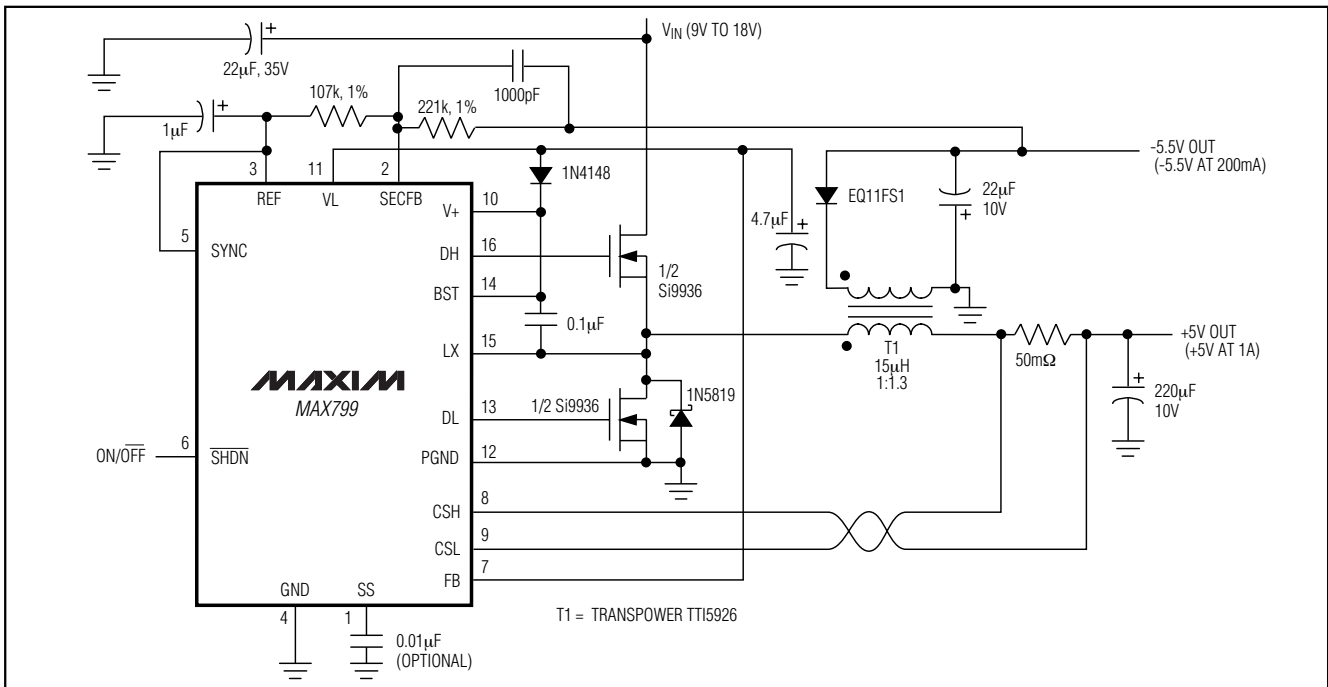 V_IN (9V TO 18V)
22μF, 35V
107k, 1%
1000pF
221k, 1%
1μF
-5.5V OUT
(-5.5V AT 200mA)
3
11
2
1N4148
EQ11FS1
22μF
10V
REF
VL
SECFB
10
V+
4.7μF
5
SYNC
16
DH
1/2
Si9936
14
BST
0.1μF
15
LX
T1
15μH
1:1.3
50mΩ
+5V OUT
(+5V AT 1A)
MAXIM
MAX799
220μF
10V
1N5819
13
DL
1/2 Si9936
ON/O̅F̅F̅
6
S̅H̅D̅N̅
12
PGND
8
CSH
9
CSL
7
FB
GND
SS
4
1
T1 = TRANSPOWER TTI5926
0.01μF
(OPTIONAL)